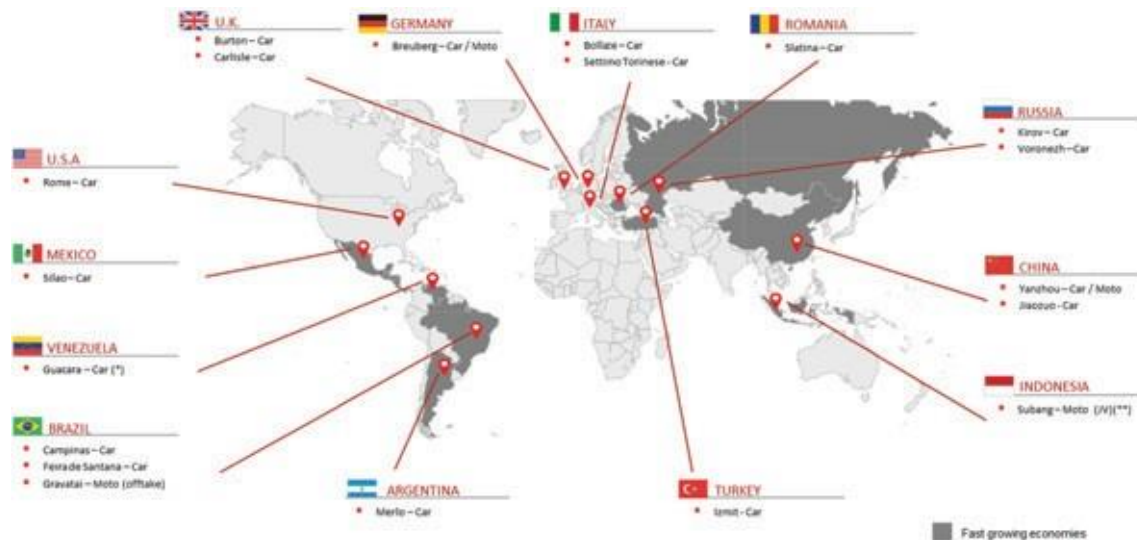 U.K.
Burton – Car
Carlisle – Car
GERMANY
Breuberg – Car / Moto
ITALY
Bollate – Car
Settimo Torinese - Car
ROMANIA
Slatina – Car
RUSSIA
Kirov – Car
Voronezh – Car
U.S.A
Rome – Car
MEXICO
Silao – Car
CHINA
Yanzhou – Car / Moto
Jiaozuo - Car
VENEZUELA
Guacara – Car (*)
INDONESIA
Subang – Moto (JV)(**)
BRAZIL
Campinas – Car
Feira de Santana – Car
Gravatai – Moto (offtake)
ARGENTINA
Merlo – Car
TURKEY
Izmit - Car
Fast growing economies